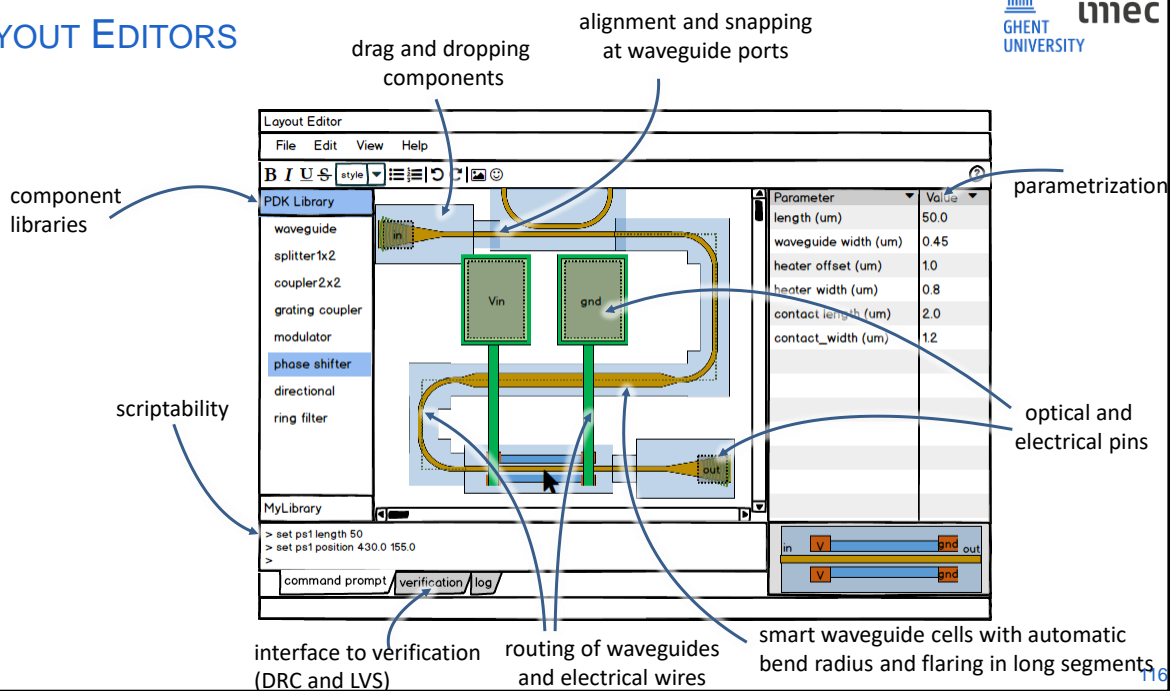 YOUT EDITORS
GHENT
UNIVERSITY
imec
drag and dropping
components
alignment and snapping
at waveguide ports
component
libraries
parametrization
scriptability
optical and
electrical pins
Layout Editor
File Edit View Help
B I U S style
?
PDK Library
waveguide
splitter1x2
coupler2x2
grating coupler
modulator
phase shifter
directional
ring filter
MyLibrary
in
Vin
gnd
out
Parameter Value
length (um) 50.0
waveguide width (um) 0.45
heater offset (um) 1.0
heater width (um) 0.8
contact length (um) 2.0
contact_width (um) 1.2
> set ps1 length 50
> set ps1 position 430.0 155.0
>
command prompt verification log
in V gnd out
V gnd
interface to verification
(DRC and LVS)
routing of waveguides
and electrical wires
smart waveguide cells with automatic
bend radius and flaring in long segments
116